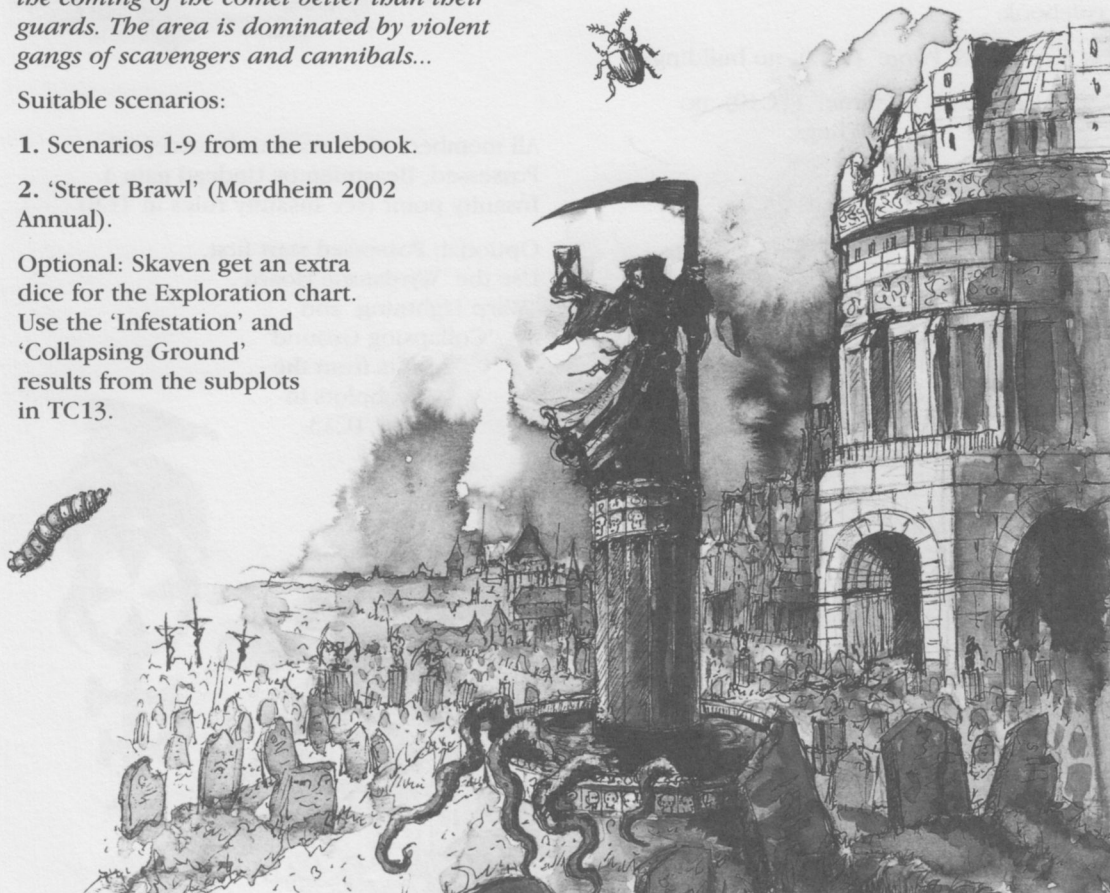 the coming of the comet better than their
guards. The area is dominated by violent
gangs of scavengers and cannibals...
Suitable scenarios:
1. Scenarios 1-9 from the rulebook.
2. ‘Street Brawl’ (Mordheim 2002
Annual).
Optional: Skaven get an extra
dice for the Exploration chart.
Use the ‘Infestation’ and
‘Collapsing Ground’
results from the subplots
in TC13.